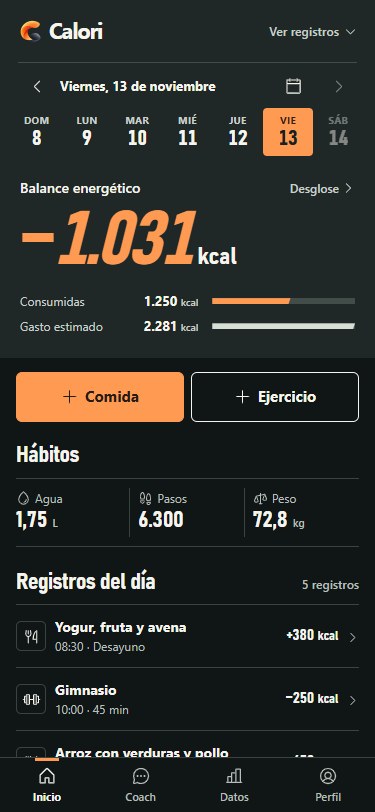 Calori
Ver registros
Viernes, 13 de noviembre
DOM LUN MAR MIÉ JUE VIE SÁB
8 9 10 11 12 13 14
Balance energético
Desglose
−1.031 kcal
Consumidas 1.250 kcal
Gasto estimado 2.281 kcal
+ Comida
+ Ejercicio
Hábitos
Agua Pasos Peso
1,75 L 6.300 72,8 kg
Registros del día
5 registros
Yogur, fruta y avena
+380 kcal
08:30 · Desayuno
Gimnasio
−250 kcal
10:00 · 45 min
Arroz con verduras y pollo
Inicio Coach Datos Perfil